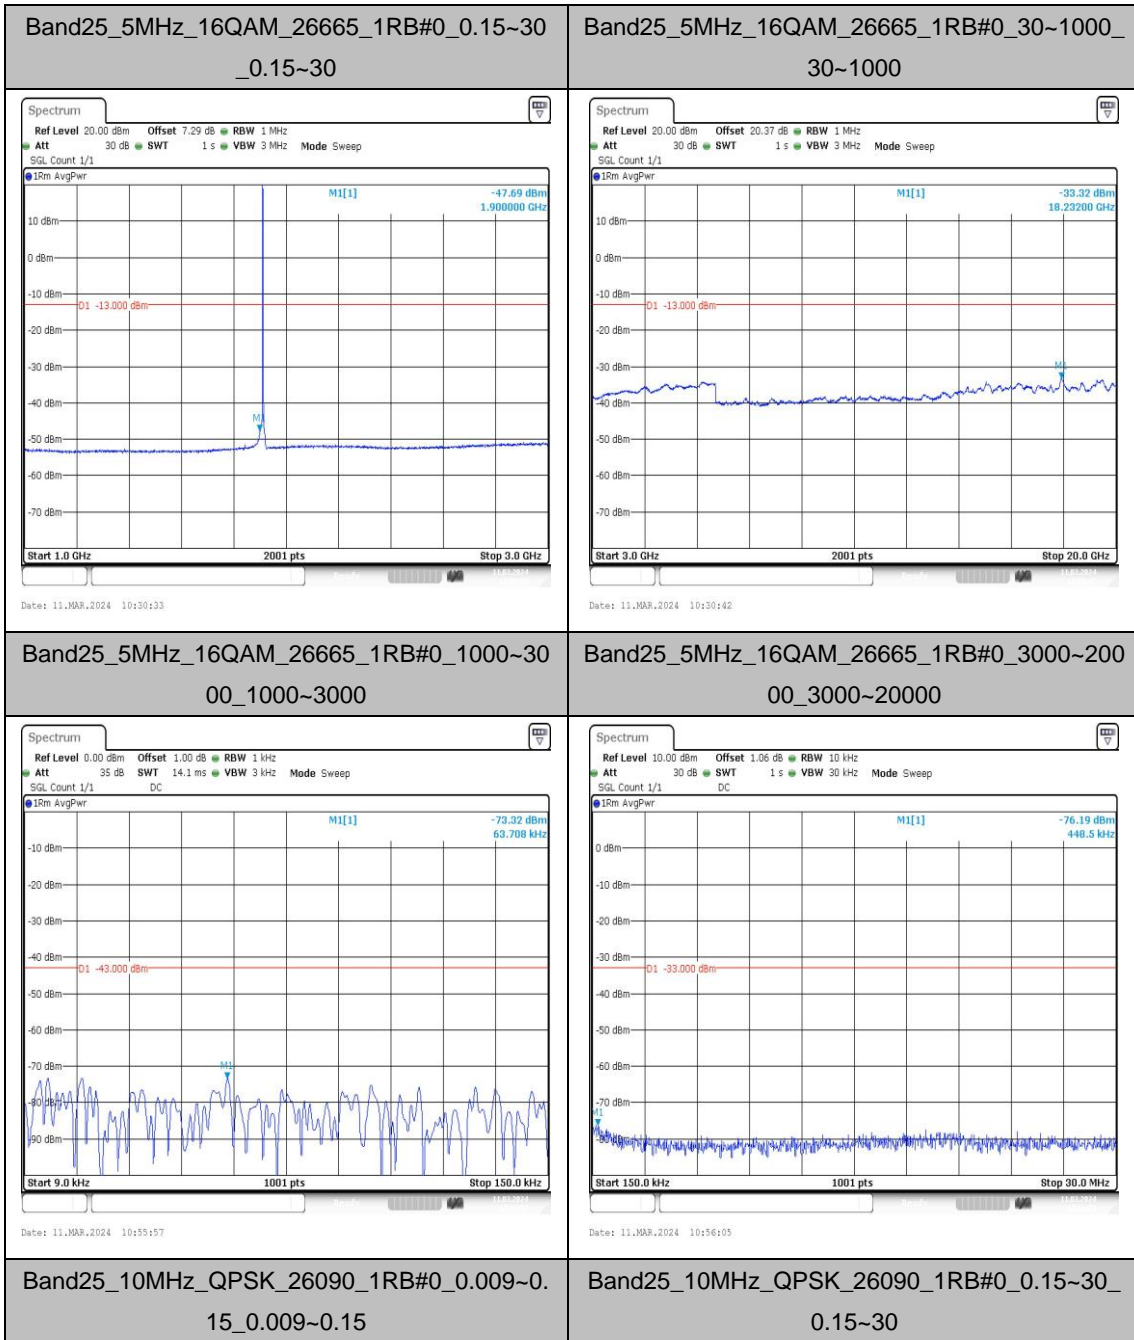 Band25_5MHz_16QAM_26665_1RB#0_0.15~30
_0.15~30
Band25_5MHz_16QAM_26665_1RB#0_30~1000_
30~1000
Spectrum
Ref Level 20.00 dBm Offset 7.29 dB RBW 1 MHz
Att 30 dB SWT 1 s VBW 3 MHz Mode Sweep
SGL Count 1/1
1Rm AvgPwr
M1[1] -47.69 dBm
1.900000 GHz
10 dBm
0 dBm
-10 dBm
D1 -13.000 dBm
-20 dBm
-30 dBm
-40 dBm
M1
-50 dBm
-60 dBm
-70 dBm
Start 1.0 GHz 2001 pts Stop 3.0 GHz
Date: 11.MAR.2024 10:30:33
Spectrum
Ref Level 20.00 dBm Offset 20.37 dB RBW 1 MHz
Att 30 dB SWT 1 s VBW 3 MHz Mode Sweep
SGL Count 1/1
1Rm AvgPwr
M1[1] -33.32 dBm
18.23200 GHz
10 dBm
0 dBm
-10 dBm
D1 -13.000 dBm
-20 dBm
-30 dBm
M1
-40 dBm
-50 dBm
-60 dBm
-70 dBm
Start 3.0 GHz 2001 pts Stop 20.0 GHz
Date: 11.MAR.2024 10:30:42
Band25_5MHz_16QAM_26665_1RB#0_1000~30
00_1000~3000
Band25_5MHz_16QAM_26665_1RB#0_3000~200
00_3000~20000
Spectrum
Ref Level 0.00 dBm Offset 1.00 dB RBW 1 kHz
Att 35 dB SWT 14.1 ms VBW 3 kHz Mode Sweep
SGL Count 1/1 DC
1Rm AvgPwr
M1[1] -73.32 dBm
63.708 kHz
-10 dBm
-20 dBm
-30 dBm
-40 dBm
D1 -43.000 dBm
-50 dBm
-60 dBm
-70 dBm
M1
-80 dBm
-90 dBm
Start 9.0 kHz 1001 pts Stop 150.0 kHz
Date: 11.MAR.2024 10:55:57
Spectrum
Ref Level 10.00 dBm Offset 1.06 dB RBW 10 kHz
Att 30 dB SWT 1 s VBW 30 kHz Mode Sweep
SGL Count 1/1 DC
1Rm AvgPwr
M1[1] -76.19 dBm
448.5 kHz
0 dBm
-10 dBm
-20 dBm
-30 dBm
D1 -33.000 dBm
-40 dBm
-50 dBm
-60 dBm
-70 dBm
M1
-80 dBm
Start 150.0 kHz 1001 pts Stop 30.0 MHz
Date: 11.MAR.2024 10:56:05
Band25_10MHz_QPSK_26090_1RB#0_0.009~0.
15_0.009~0.15
Band25_10MHz_QPSK_26090_1RB#0_0.15~30_
0.15~30